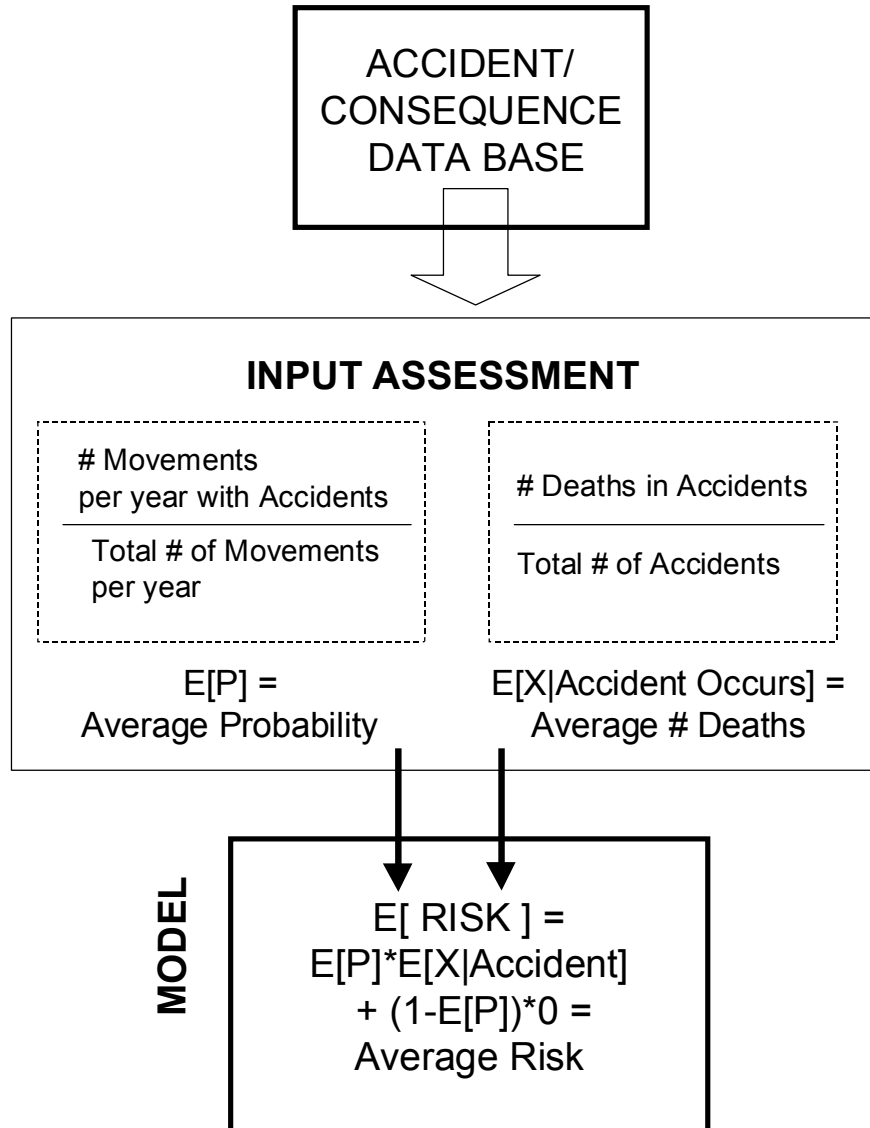 ACCIDENT/
CONSEQUENCE
DATA BASE
INPUT ASSESSMENT
# Movements
per year with Accidents
Total # of Movements
per year
# Deaths in Accidents
Total # of Accidents
E[P] =
Average Probability
E[X|Accident Occurs] =
Average # Deaths
MODEL
E[ RISK ] =
E[P]*E[X|Accident]
+ (1-E[P])*0 =
Average Risk